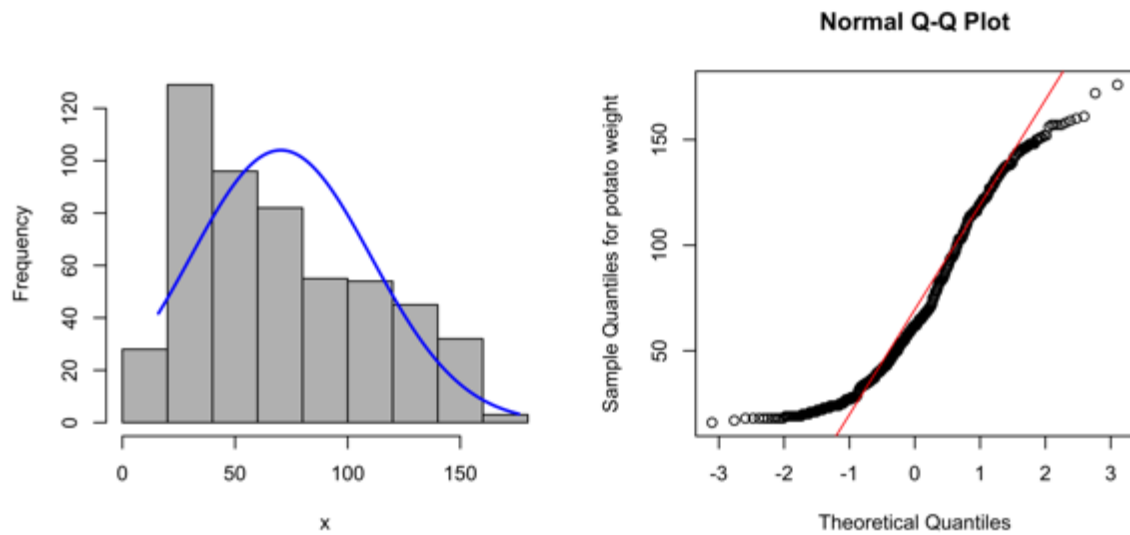 Frequency
120
100
80
60
40
20
0
0 50 100 150
x
Normal Q-Q Plot
Sample Quantiles for potato weight
150
100
50
-3 -2 -1 0 1 2 3
Theoretical Quantiles